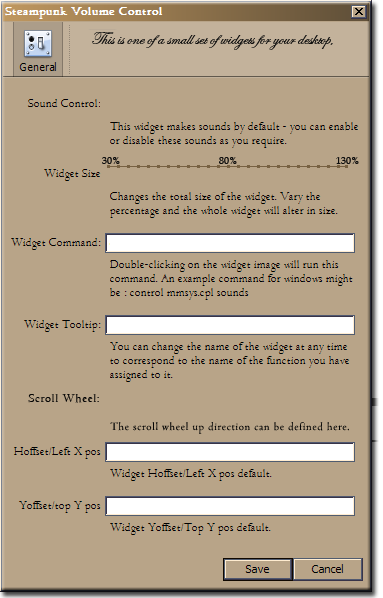 Steampunk Volume Control
This is one of a small set of widgets for your desktop,
General
Sound Control:
This widget makes sounds by default - you can enable
or disable these sounds as you require.
30% 80% 130%
Widget Size
Changes the total size of the widget. Vary the
percentage and the whole widget will alter in size.
Widget Command:
Double-clicking on the widget image will run this
command. An example command for windows might
be : control mmsys.cpl sounds
Widget Tooltip:
You can change the name of the widget at any time
to correspond to the name of the function you have
assigned to it.
Scroll Wheel:
The scroll wheel up direction can be defined here.
Hoffset/Left X pos
Widget Hoffset/Left X pos default.
Yoffset/top Y pos
Widget Yoffset/Top Y pos default.
Save Cancel